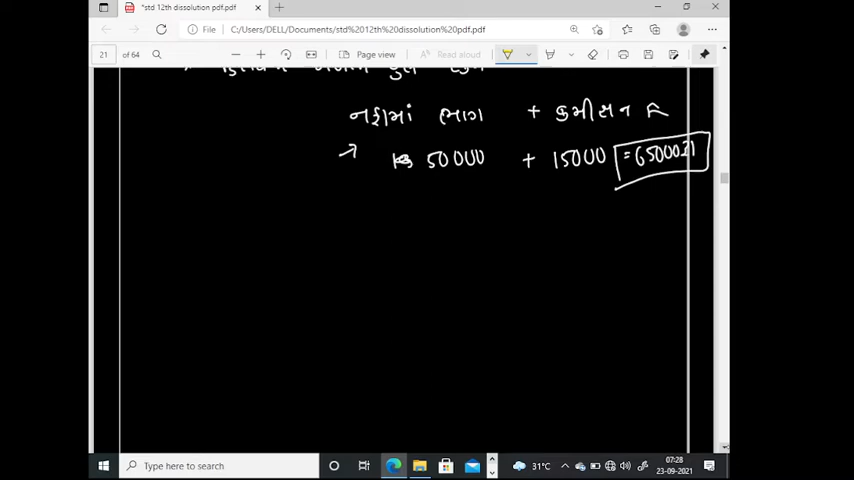 *std 12th dissolution pdf.pdf
File C:/Users/DELL/Documents/std%2012th%20dissolution%20pdf.pdf
21 of 64 Page view Read aloud
નફામાં ભાગ + કમીસન
→ 50000 + 15000 = 65000
Type here to search 31°C 07:28
23-09-2021